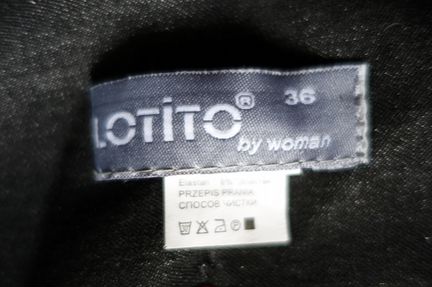 LOTITO® 36
by woman
Elastan
PRZEPIS PRANIA
СПОСОБ ЧИСТКИ